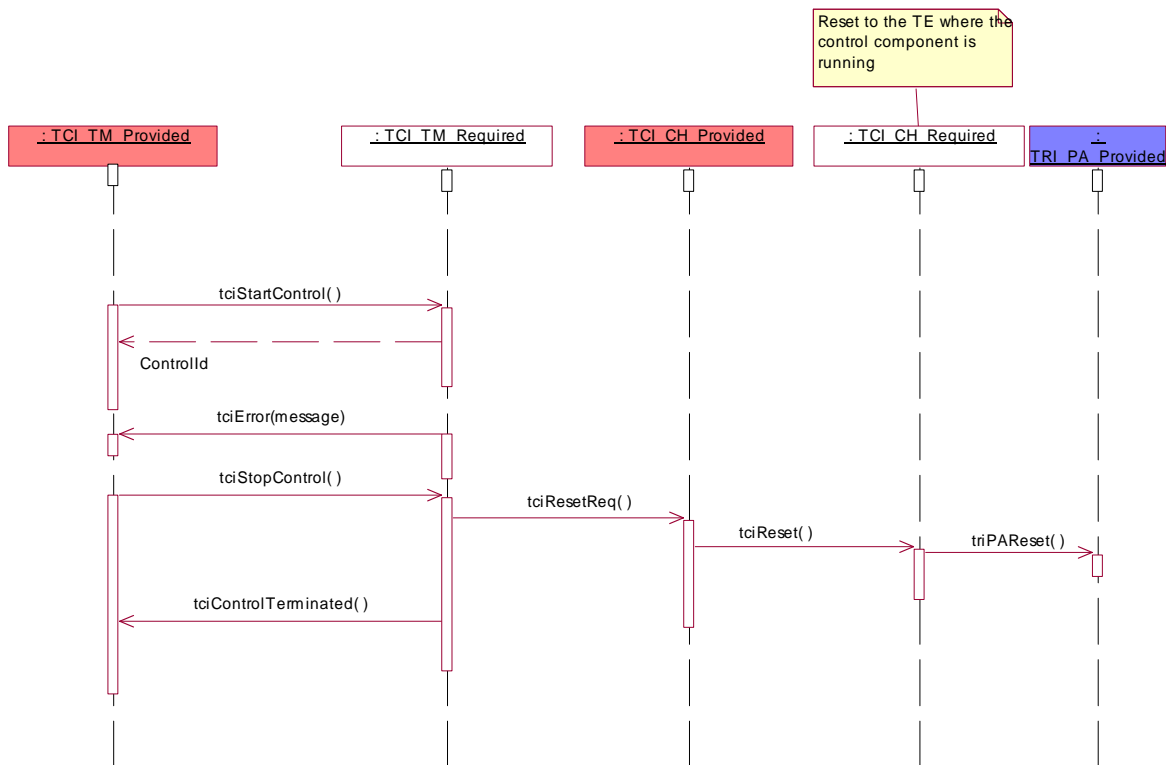 Reset to the TE where the
control component is
running
: TCI_TM_Provided
: TCI_TM_Required
: TCI_CH_Provided
: TCI_CH_Required
:
TRI_PA_Provided
tciStartControl( )
ControlId
tciError(message)
tciStopControl( )
tciResetReq( )
tciReset( )
triPAReset( )
tciControlTerminated( )